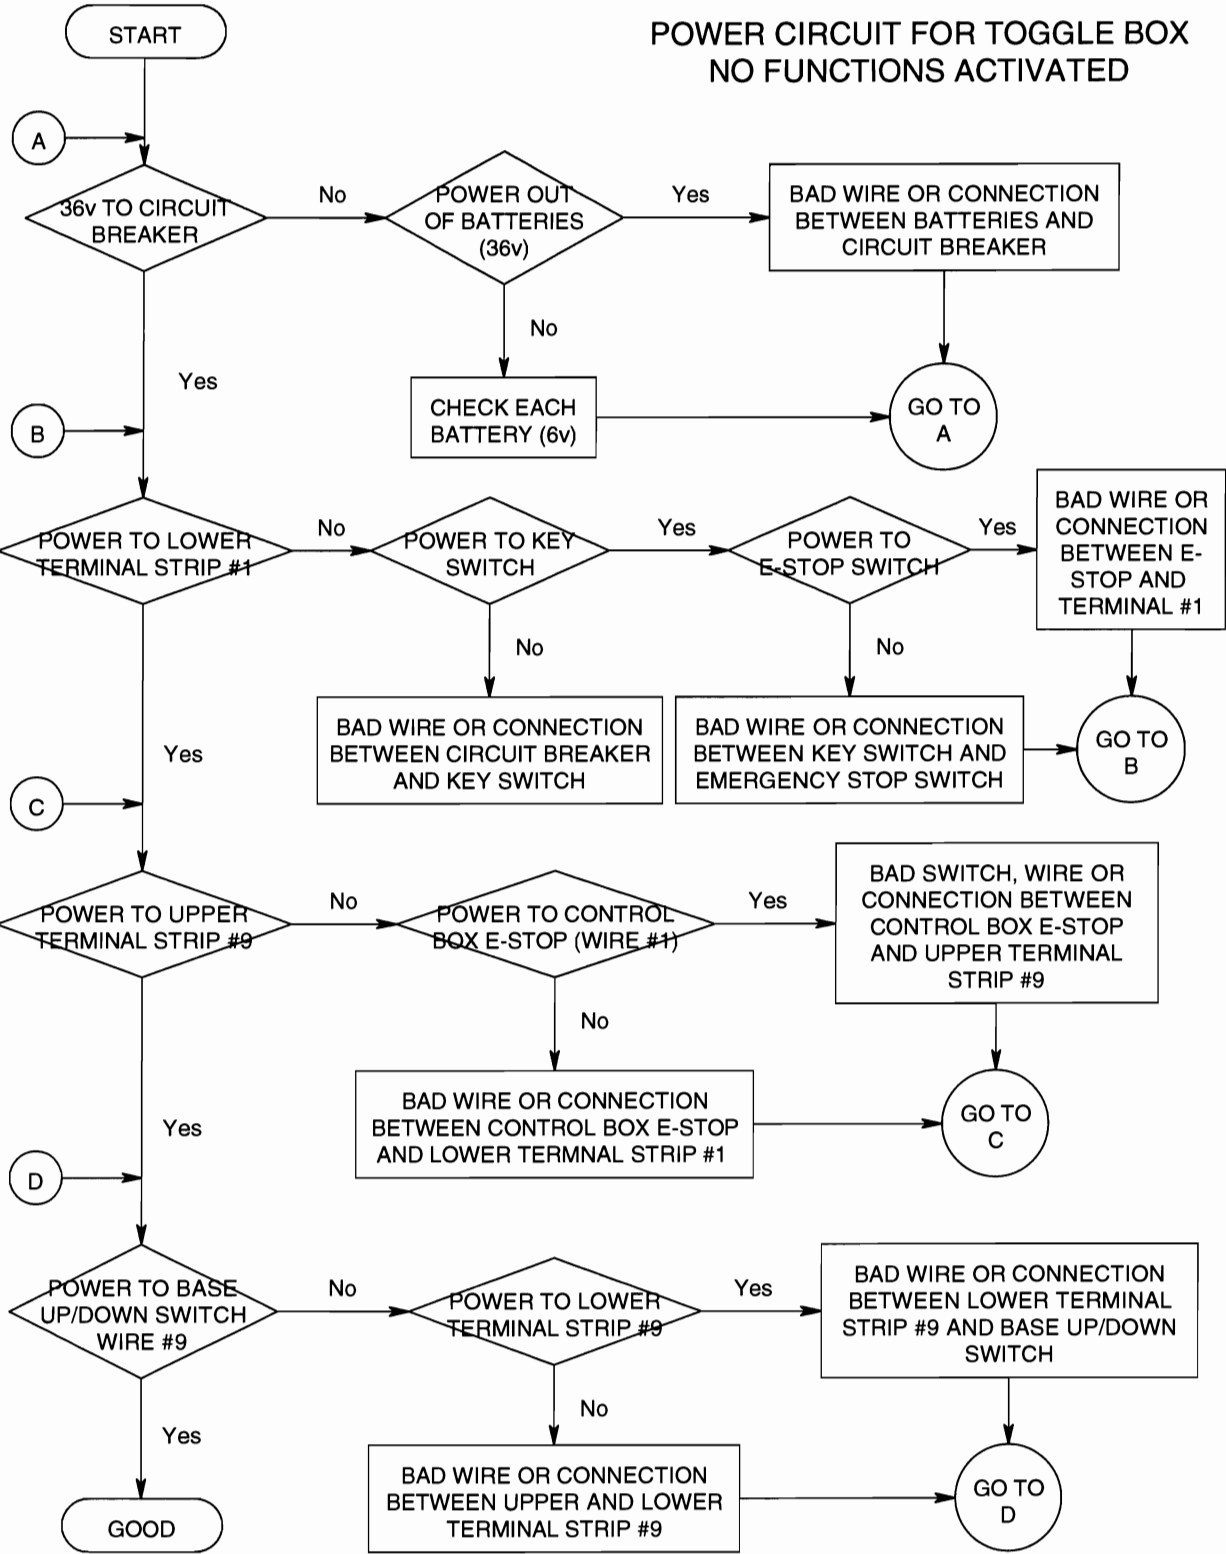 START
POWER CIRCUIT FOR TOGGLE BOX
NO FUNCTIONS ACTIVATED
A
36v TO CIRCUIT
BREAKER
No
POWER OUT
OF BATTERIES
(36v)
Yes
BAD WIRE OR CONNECTION
BETWEEN BATTERIES AND
CIRCUIT BREAKER
No
Yes
CHECK EACH
BATTERY (6v)
GO TO
A
B
POWER TO LOWER
TERMINAL STRIP #1
No
POWER TO KEY
SWITCH
Yes
POWER TO
E-STOP SWITCH
Yes
BAD WIRE OR
CONNECTION
BETWEEN E-
STOP AND
TERMINAL #1
No
No
BAD WIRE OR CONNECTION
BETWEEN CIRCUIT BREAKER
AND KEY SWITCH
BAD WIRE OR CONNECTION
BETWEEN KEY SWITCH AND
EMERGENCY STOP SWITCH
GO TO
B
Yes
C
POWER TO UPPER
TERMINAL STRIP #9
No
POWER TO CONTROL
BOX E-STOP (WIRE #1)
Yes
BAD SWITCH, WIRE OR
CONNECTION BETWEEN
CONTROL BOX E-STOP
AND UPPER TERMINAL
STRIP #9
No
BAD WIRE OR CONNECTION
BETWEEN CONTROL BOX E-STOP
AND LOWER TERMNAL STRIP #1
GO TO
C
Yes
D
POWER TO BASE
UP/DOWN SWITCH
WIRE #9
No
POWER TO LOWER
TERMINAL STRIP #9
Yes
BAD WIRE OR CONNECTION
BETWEEN LOWER TERMINAL
STRIP #9 AND BASE UP/DOWN
SWITCH
No
Yes
BAD WIRE OR CONNECTION
BETWEEN UPPER AND LOWER
TERMINAL STRIP #9
GO TO
D
GOOD